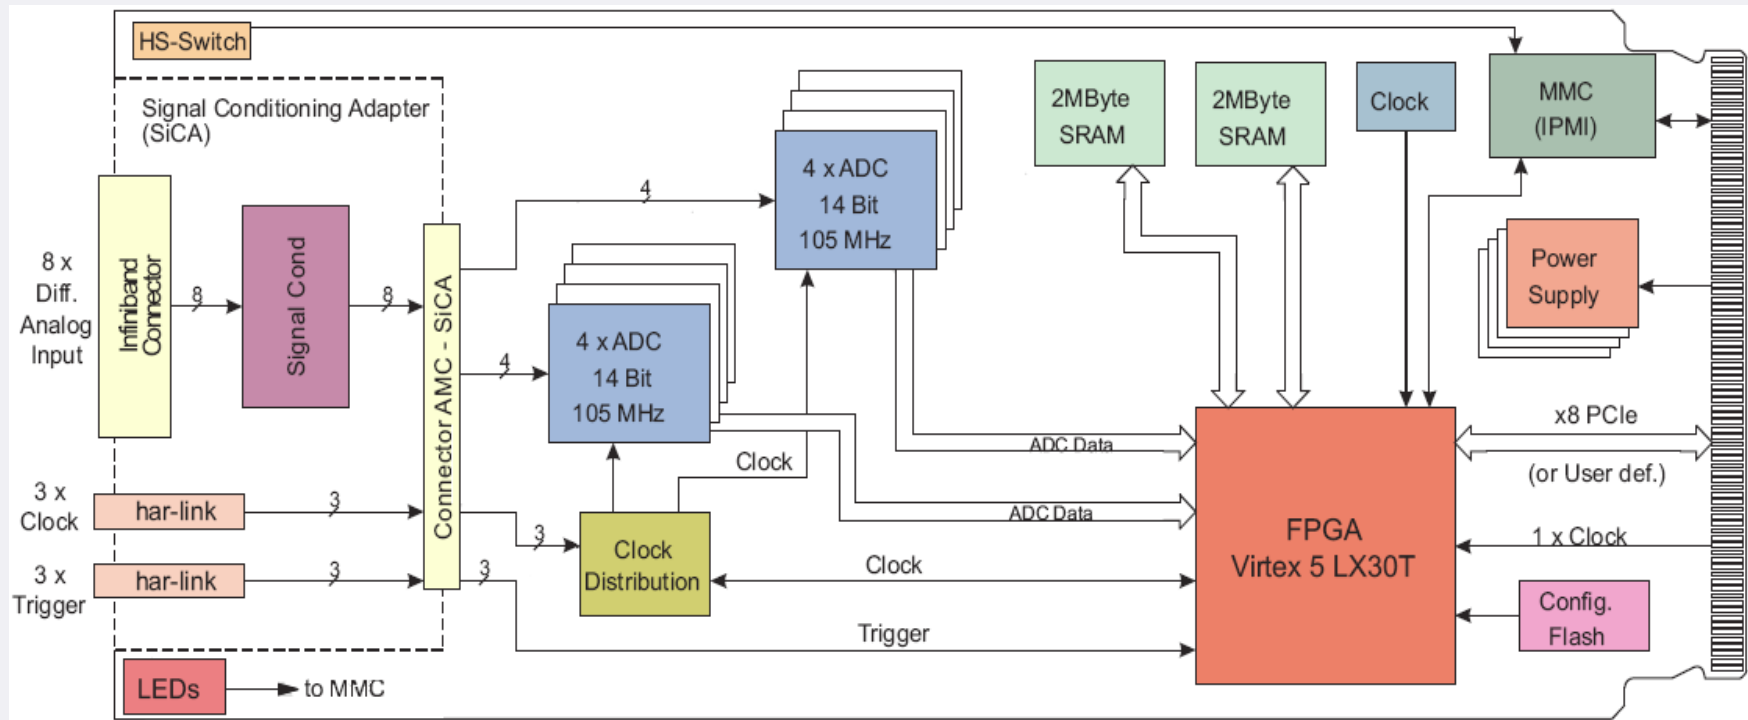 HS-Switch
Signal Conditioning Adapter
(SiCA)
8 x
Diff.
Analog
Input
Infiniband
Connector
8
Signal Cond
8
Connector AMC - SiCA
3 x
Clock
har-link
3
3 x
Trigger
har-link
3
LEDs
to MMC
4
4 x ADC
14 Bit
105 MHz
4
4 x ADC
14 Bit
105 MHz
Clock
3
3
Clock
Distribution
Clock
Trigger
ADC Data
ADC Data
2MByte
SRAM
2MByte
SRAM
Clock
MMC
(IPMI)
Power
Supply
FPGA
Virtex 5 LX30T
x8 PCIe
(or User def.)
1 x Clock
Config.
Flash